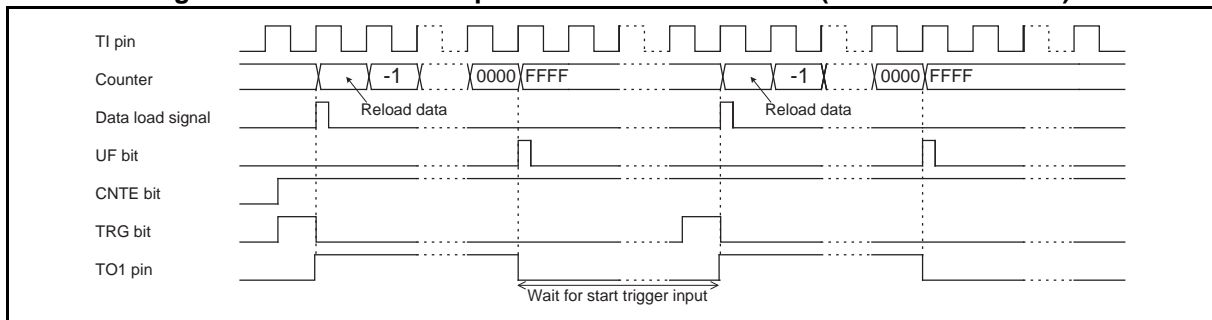 TI pin
Counter -1 0000 FFFF -1 0000 FFFF
Reload data Reload data
Data load signal
UF bit
CNTE bit
TRG bit
TO1 pin
Wait for start trigger input